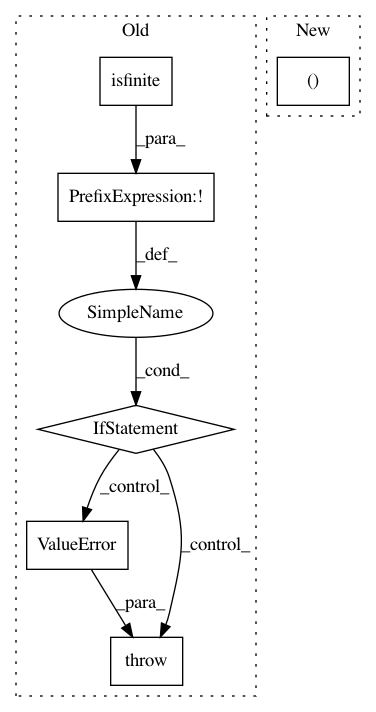 Old
New
isfinite
()
_para_
PrefixExpression:!
_def_
SimpleName
_cond_
IfStatement
_control_
ValueError
_control_
_para_
throw